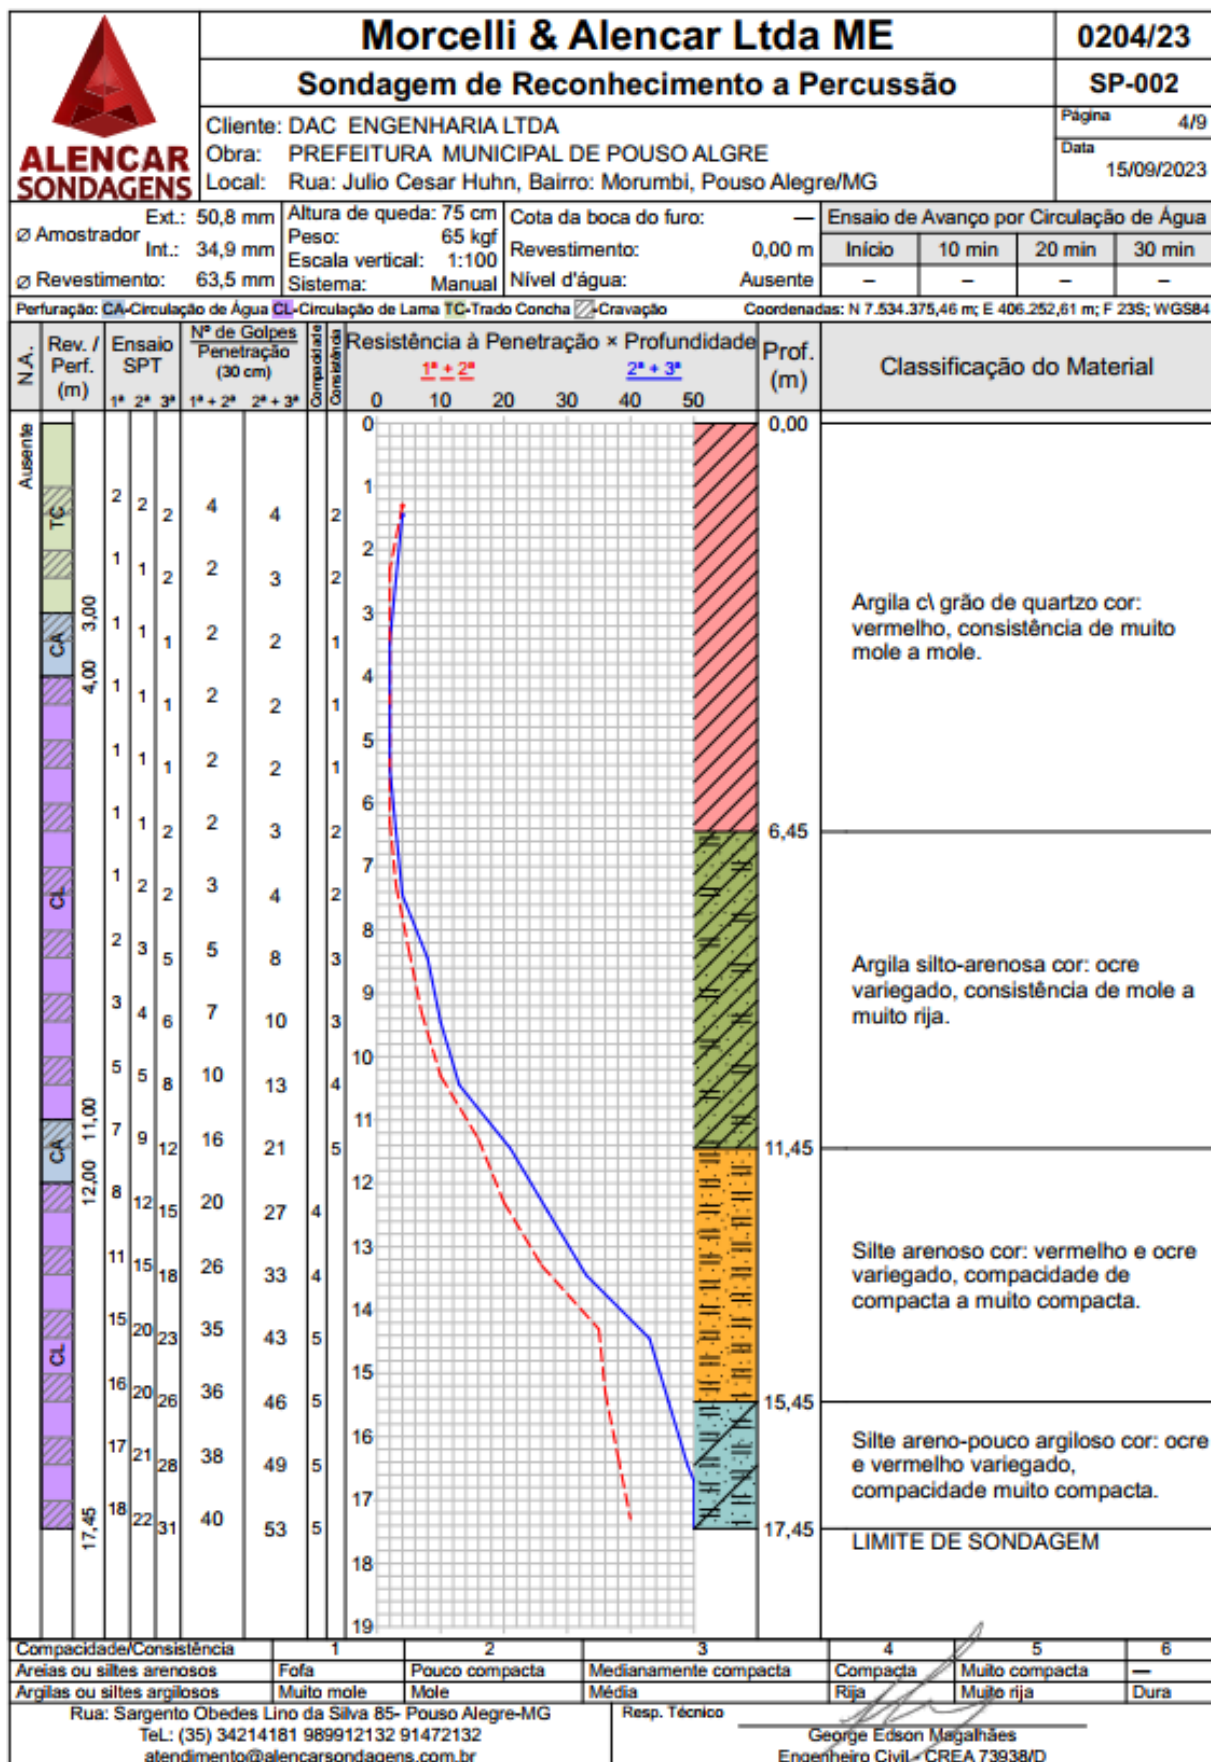 Morcelli & Alencar Ltda ME
0204/23
Sondagem de Reconhecimento a Percussão
SP-002
ALENCAR
SONDAGENS
Cliente: DAC ENGENHARIA LTDA
Obra: PREFEITURA MUNICIPAL DE POUSO ALGRE
Local: Rua: Julio Cesar Huhn, Bairro: Morumbi, Pouso Alegre/MG
Página 4/9
Data
15/09/2023
Ø Amostrador Ext.: 50,8 mm
Int.: 34,9 mm
Ø Revestimento: 63,5 mm
Altura de queda: 75 cm
Peso: 65 kgf
Escala vertical: 1:100
Sistema: Manual
Cota da boca do furo: —
Revestimento: 0,00 m
Nível d'água: Ausente
Ensaio de Avanço por Circulação de Água
Início 10 min 20 min 30 min
– – – –
Perfuração: CA-Circulação de Água CL-Circulação de Lama TC-Trado Concha -Cravação Coordenadas: N 7.534.375,46 m; E 406.252,61 m; F 23S; WGS84
N.A.
Rev. / Perf. (m)
Ensaio SPT
1ª 2ª 3ª
Nº de Golpes
Penetração
(30 cm)
1ª + 2ª 2ª + 3ª
Compacidade
Consistência
Resistência à Penetração × Profundidade
1ª + 2ª 2ª + 3ª
0 10 20 30 40 50
Prof. (m)
Classificação do Material
Ausente
TC
3,00
CA
4,00
CL
11,00
CA
12,00
CL
17,45
2 2 2 4 4 2
1 1 2 2 3 2
1 1 1 2 2 1
1 1 1 2 2 1
1 1 1 2 2 1
1 1 2 2 3 2
1 2 2 3 4 2
2 3 5 5 8 3
3 4 6 7 10 3
5 5 8 10 13 4
7 9 12 16 21 5
8 12 15 20 27 4
11 15 18 26 33 4
15 20 23 35 43 5
16 20 26 36 46 5
17 21 28 38 49 5
18 22 31 40 53 5
0
1
2
3
4
5
6
7
8
9
10
11
12
13
14
15
16
17
18
19
0,00
Argila c\ grão de quartzo cor:
vermelho, consistência de muito
mole a mole.
6,45
Argila silto-arenosa cor: ocre
variegado, consistência de mole a
muito rija.
11,45
Silte arenoso cor: vermelho e ocre
variegado, compacidade de
compacta a muito compacta.
15,45
Silte areno-pouco argiloso cor: ocre
e vermelho variegado,
compacidade muito compacta.
17,45
LIMITE DE SONDAGEM
Compacidade/Consistência 1 2 3 4 5 6
Areias ou siltes arenosos Fofa Pouco compacta Medianamente compacta Compacta Muito compacta —
Argilas ou siltes argilosos Muito mole Mole Média Rija Muito rija Dura
Rua: Sargento Obedes Lino da Silva 85- Pouso Alegre-MG
TeL.: (35) 34214181 989912132 91472132
atendimento@alencarsondagens.com.br
Resp. Técnico
George Edson Magalhães
Engenheiro Civil - CREA 73938/D